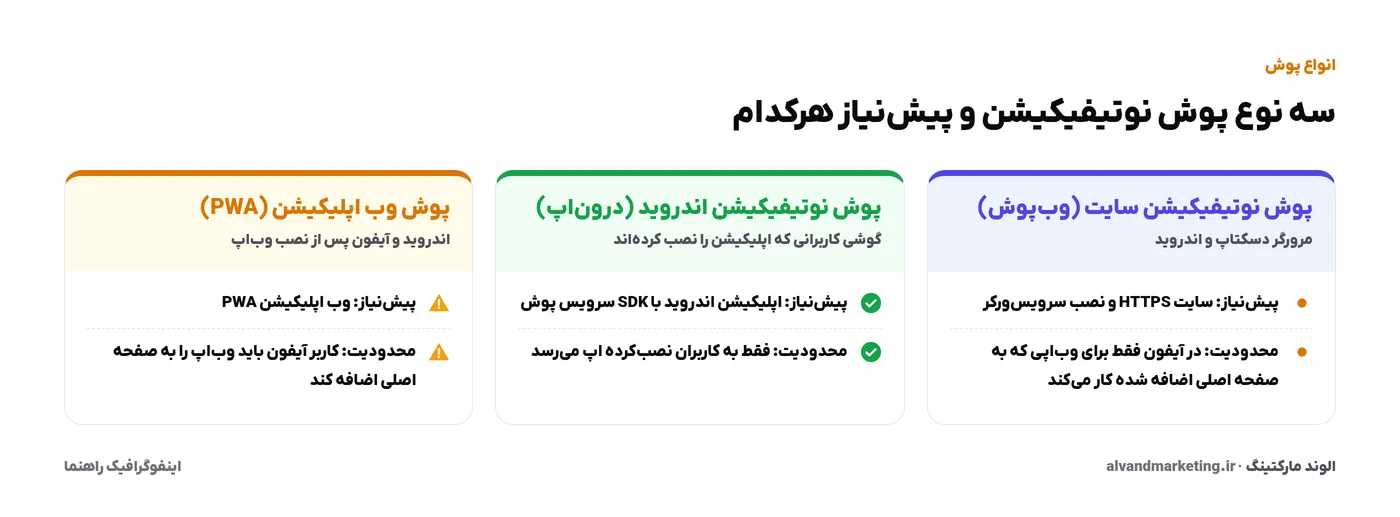 انواع پوش
سه نوع پوش نوتیفیکیشن و پیش‌نیاز هرکدام
پوش نوتیفیکیشن سایت (وب‌پوش)
مرورگر دسکتاپ و اندروید
پیش‌نیاز: سایت HTTPS و نصب سرویس‌ورکر
محدودیت: در آیفون فقط برای وب‌اپی که به
صفحه اصلی اضافه شده کار می‌کند
پوش نوتیفیکیشن اندروید (درون‌اپ)
گوشی کاربرانی که اپلیکیشن را نصب کرده‌اند
پیش‌نیاز: اپلیکیشن اندروید با SDK سرویس پوش
محدودیت: فقط به کاربران نصب‌کرده اپ می‌رسد
پوش وب اپلیکیشن (PWA)
اندروید و آیفون پس از نصب وب‌اپ
پیش‌نیاز: وب اپلیکیشن PWA
محدودیت: کاربر آیفون باید وب‌اپ را به صفحه
اصلی اضافه کند
الوند مارکتینگ · alvandmarketing.ir
اینفوگرافیک راهنما